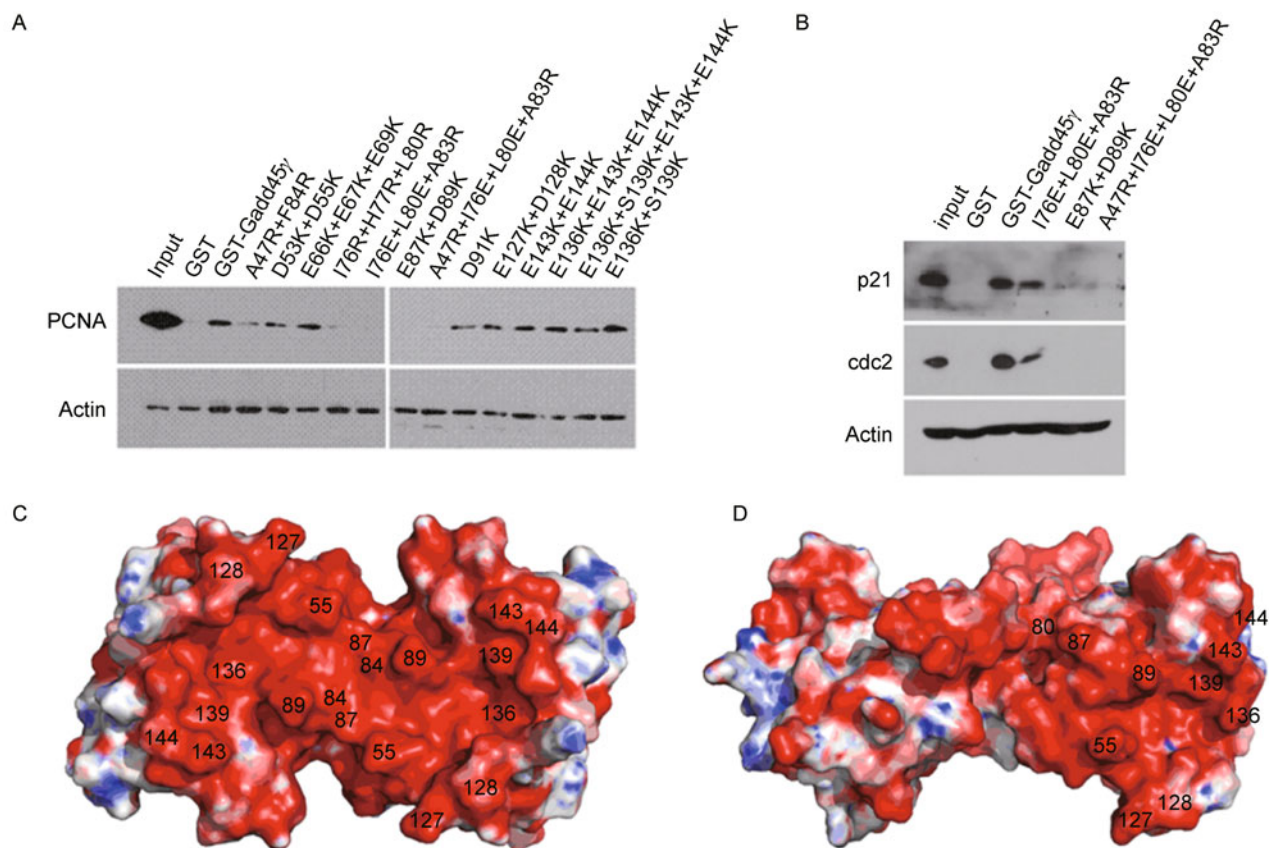 A
Input
GST
GST-Gadd45γ
A47R+F84R
D53K+D55K
E66K+E67K+E69K
I76R+H77R+L80R
I76E+L80E+A83R
E87K+D89K
A47R+I76E+L80E+A83R
D91K
E127K+D128K
E143K+E144K
E136K+E143K+E144K
E136K+S139K+E143K+E144K
E136K+S139K
PCNA
Actin
B
input
GST
GST-Gadd45γ
I76E+L80E+A83R
E87K+D89K
A47R+I76E+L80E+A83R
p21
cdc2
Actin
C
127
128
55
143
144
87
84
89
139
136
89
84
87
136
139
144
143
55
128
127
D
80
87
144
143
89
139
136
55
128
127